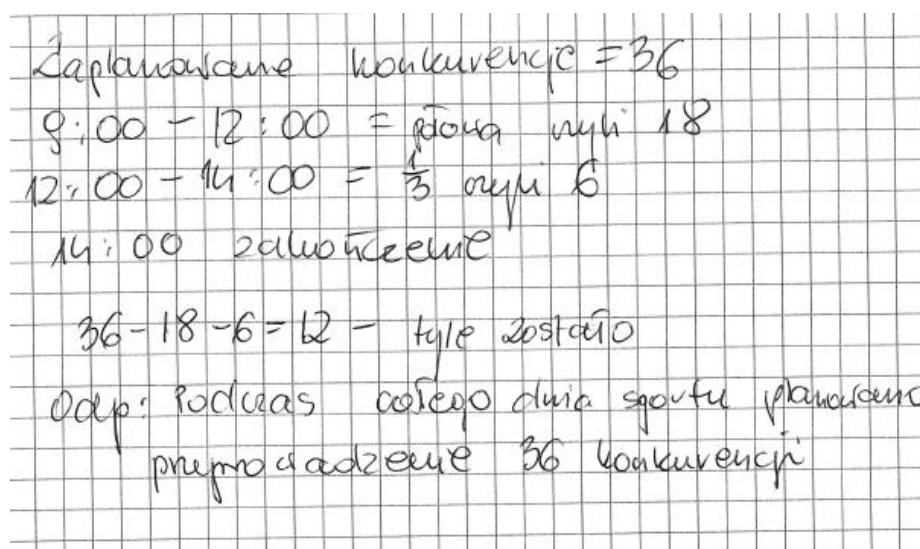 Zaplanowane konkurencje = 36
9:00 - 12:00 = połowa czyli 18
12:00 - 14:00 = 1/3 czyli 6
14:00 zakończenie
36 - 18 - 6 = 12 - tyle zostało
Odp: Podczas całego dnia sportu planowano
przeprowadzenie 36 konkurencji